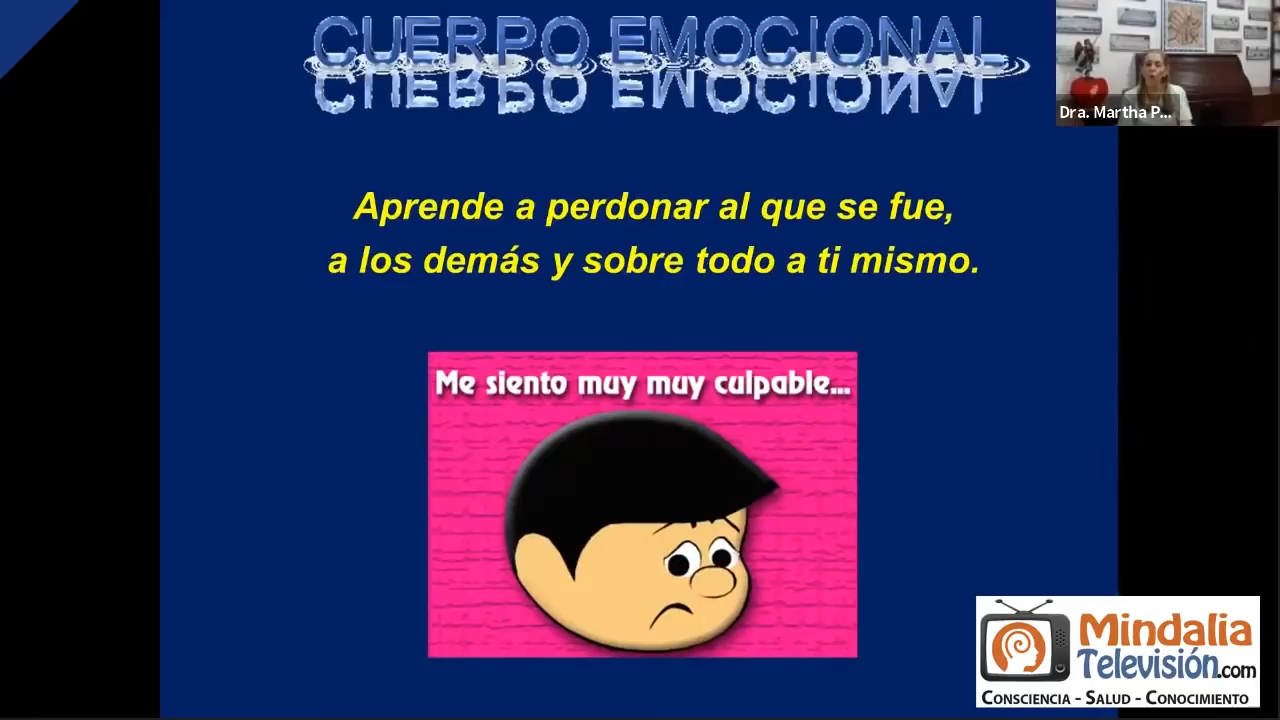 CUERPO EMOCIONAL
Dra. Martha P...
Aprende a perdonar al que se fue,
a los demás y sobre todo a ti mismo.
Me siento muy muy culpable...
Mindalia
Televisión.com
Consciencia - Salud - Conocimiento